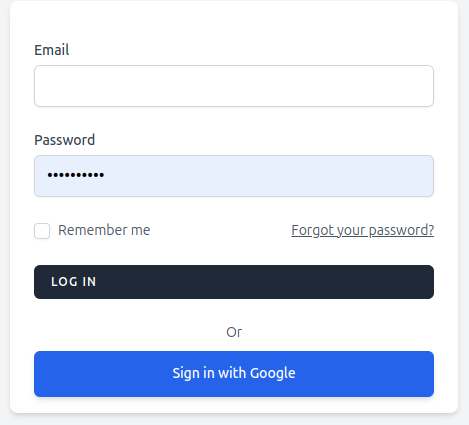 Email
Password
••••••••••
Remember me Forgot your password?
LOG IN
Or
Sign in with Google